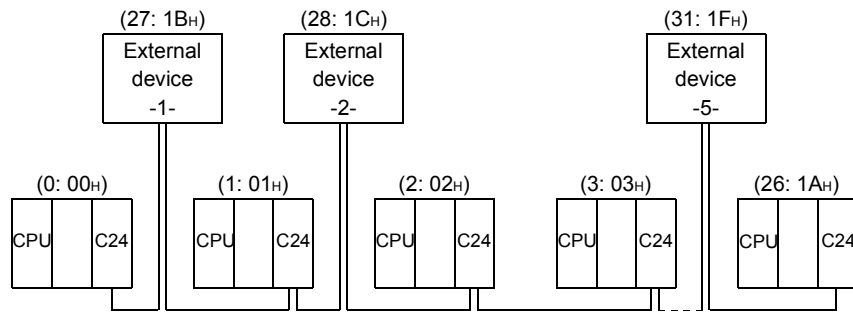 (27: 1BH) (28: 1CH) (31: 1FH)
External External External
device device device
-1- -2- -5-
(0: 00H) (1: 01H) (2: 02H) (3: 03H) (26: 1AH)
CPU C24 CPU C24 CPU C24 CPU C24 CPU C24